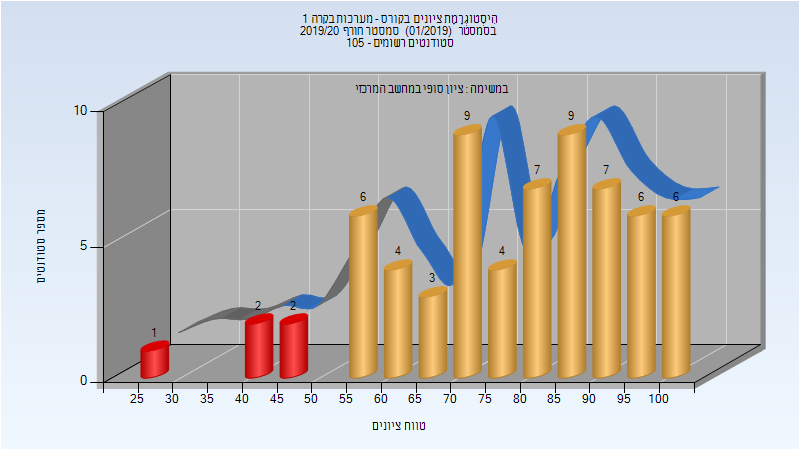 היסטוגרמת ציונים בקורס - מערכות בקרה 1
בסמסטר (01/2019) סמסטר חורף 2019/20
סטודנטים רשומים - 105
במשימה : ציון סופי במחשב המרכזי
מספר סטודנטים
10
5
0
1
2
2
6
4
3
9
4
7
9
7
6
6
25 30 35 40 45 50 55 60 65 70 75 80 85 90 95 100
טווח ציונים